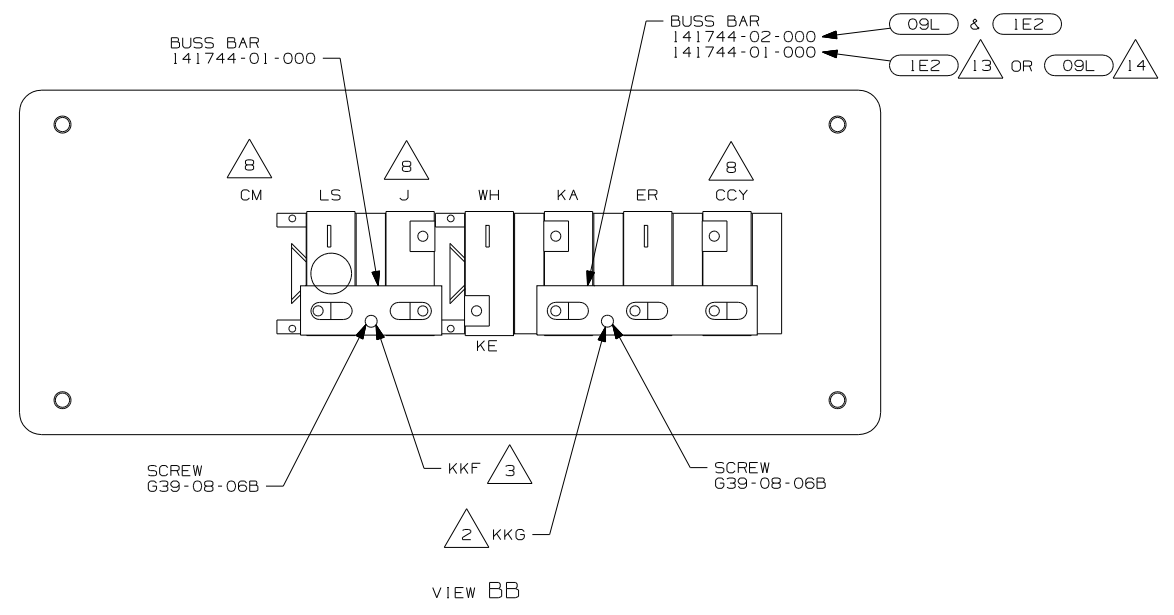 BUSS BAR
141744-01-000
BUSS BAR
141744-02-000
141744-01-000
09L & 1E2
1E2 13 OR 09L 14
8 8 8
CM LS J WH KA ER CCY
KE
SCREW
G39-08-06B
KKF 3
2 KKG
SCREW
G39-08-06B
VIEW BB